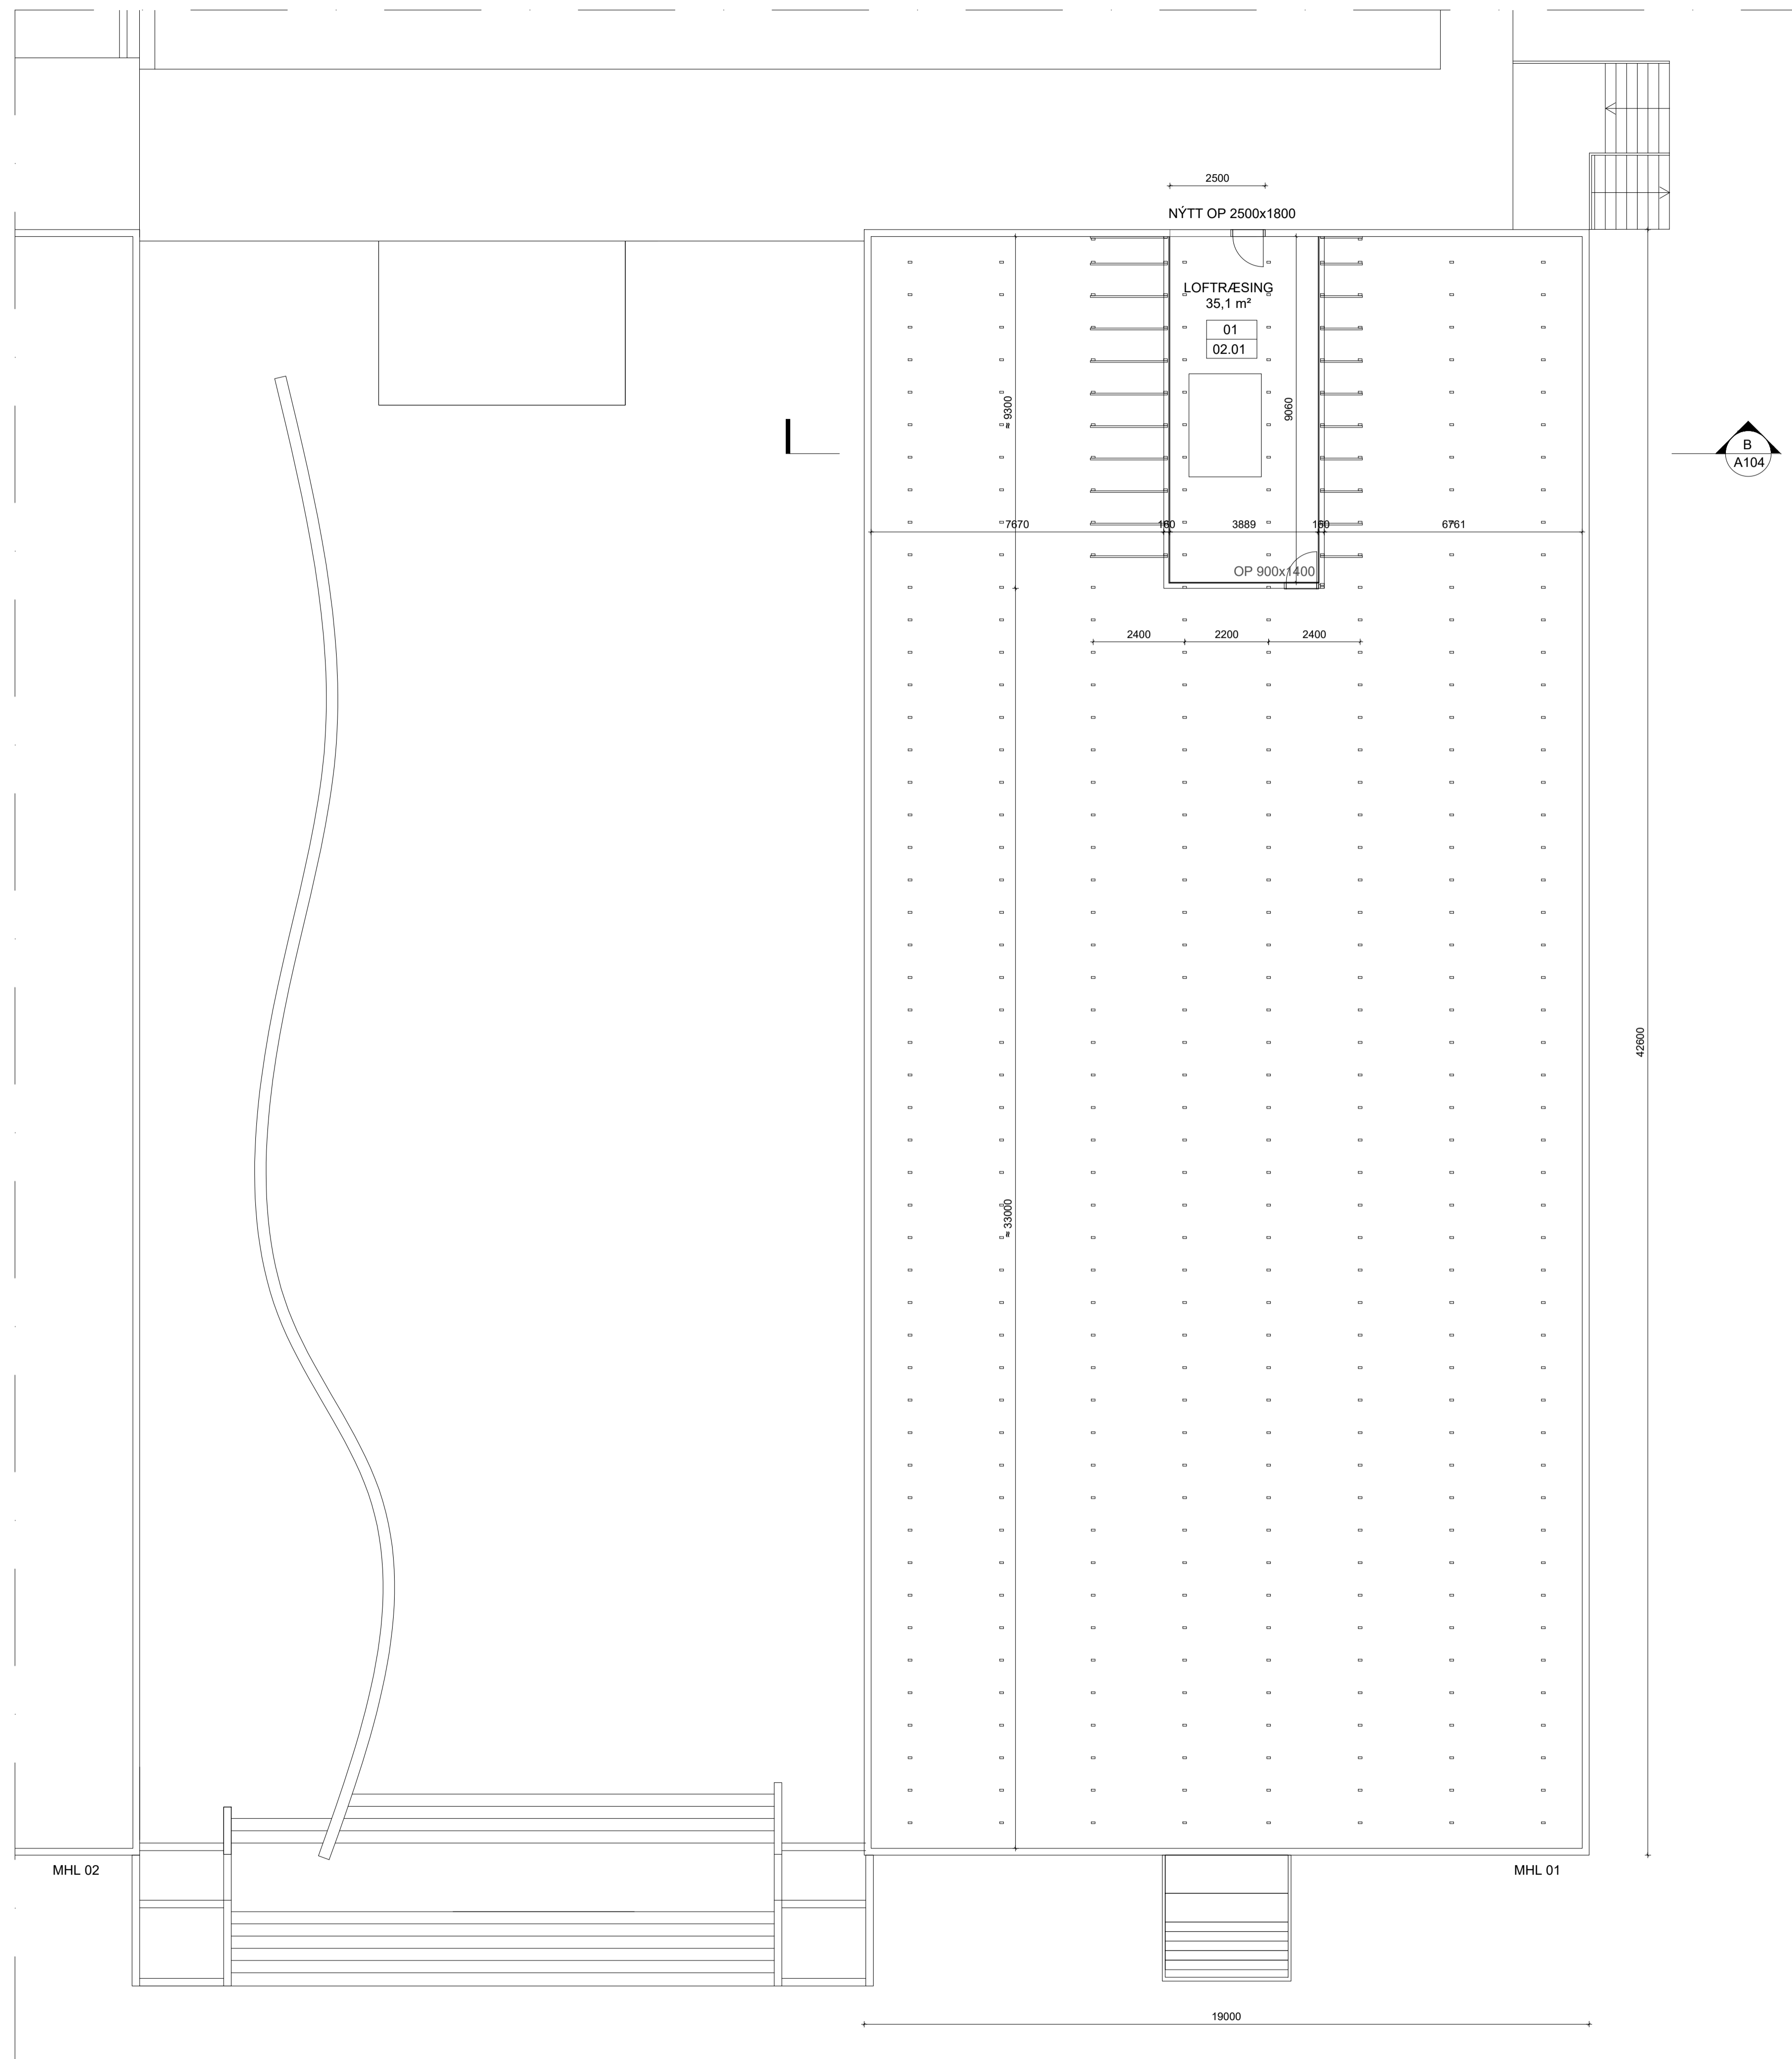 2500
NÝTT OP 2500x1800
LOFTRÆSING
35,1 m²
01
02.01
≈ 9300
9060
B
A104
7670
160
3889
160
6761
OP 900x1400
2400
2200
2400
42600
≈ 33000
MHL 02
MHL 01
19000